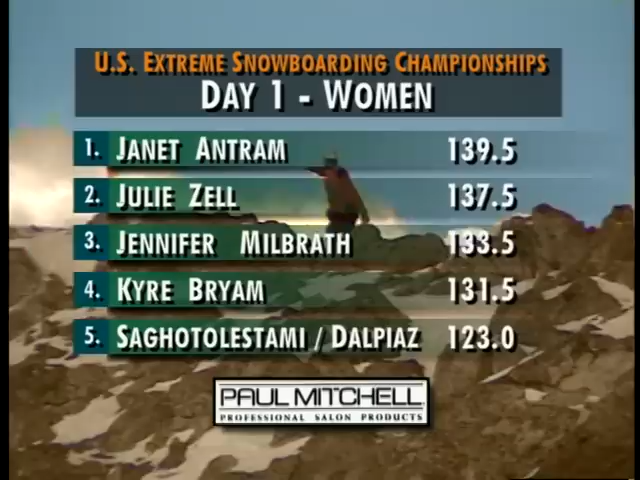 U.S. EXTREME SNOWBOARDING CHAMPIONSHIPS
DAY 1 - WOMEN
1. JANET ANTRAM 139.5
2. JULIE ZELL 137.5
3. JENNIFER MILBRATH 133.5
4. KYRE BRYAM 131.5
5. SAGHOTOLESTAMI / DALPIAZ 123.0
PAUL MITCHELL
PROFESSIONAL SALON PRODUCTS